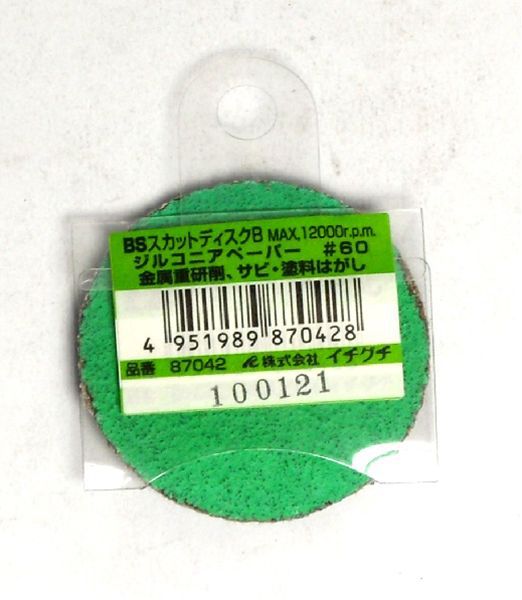 BSスカットディスクB MAX.12000r.p.m.
ジルコニアペーパー #60
金属重研削、サビ・塗料はがし
4 951989 870428
品番 87042 株式会社 イチグチ
100121